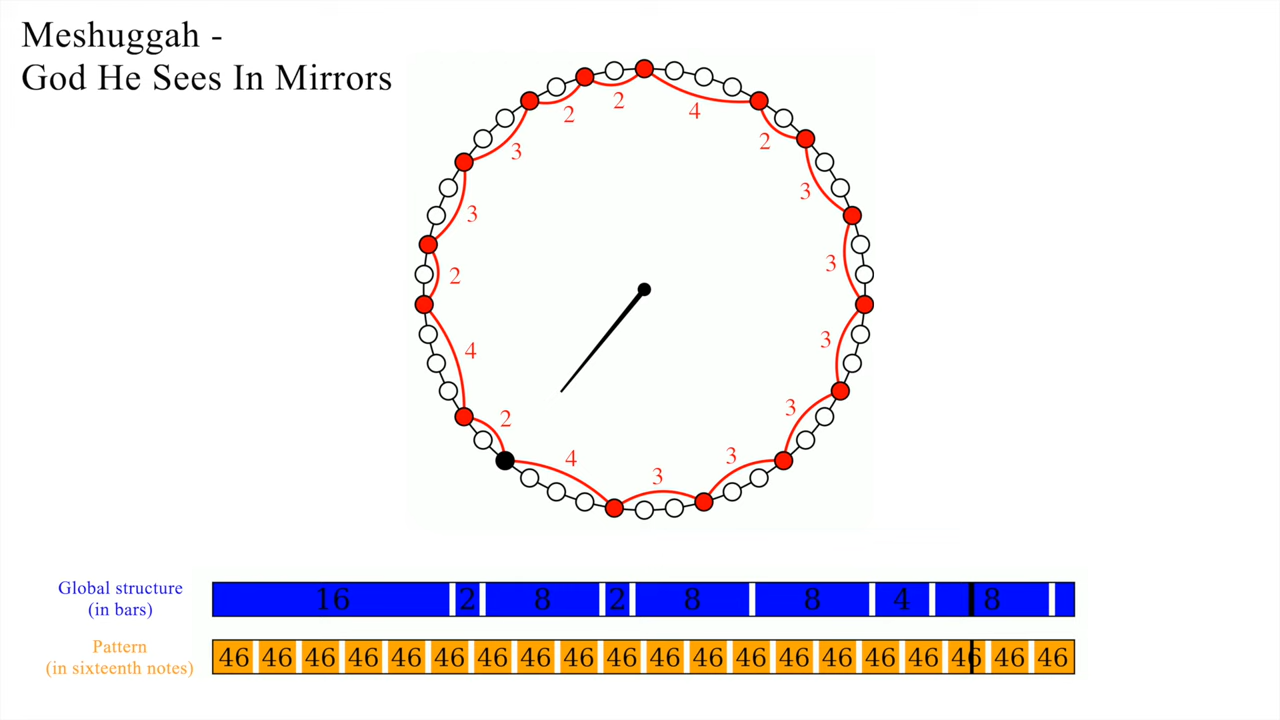 Meshuggah -
God He Sees In Mirrors
2 2 4
2 2
3 3
3 3
2 3
4 3
2 3
4 3 3
Global structure
(in bars)
16 2 8 2 8 8 4 8
Pattern
(in sixteenth notes)
46 46 46 46 46 46 46 46 46 46 46 46 46 46 46 46 46 46 46 46